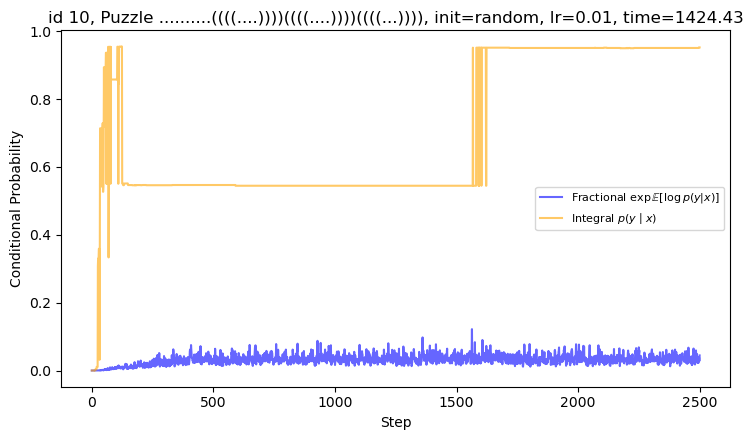 id 10, Puzzle ..........((((....))))((((....))))((((...)))), init=random, lr=0.01, time=1424.43
1.0
0.8
0.6
0.4
0.2
0.0
Conditional Probability
Fractional exp𝔼[log p(y|x)]
Integral p(y | x)
0
500
1000
1500
2000
2500
Step